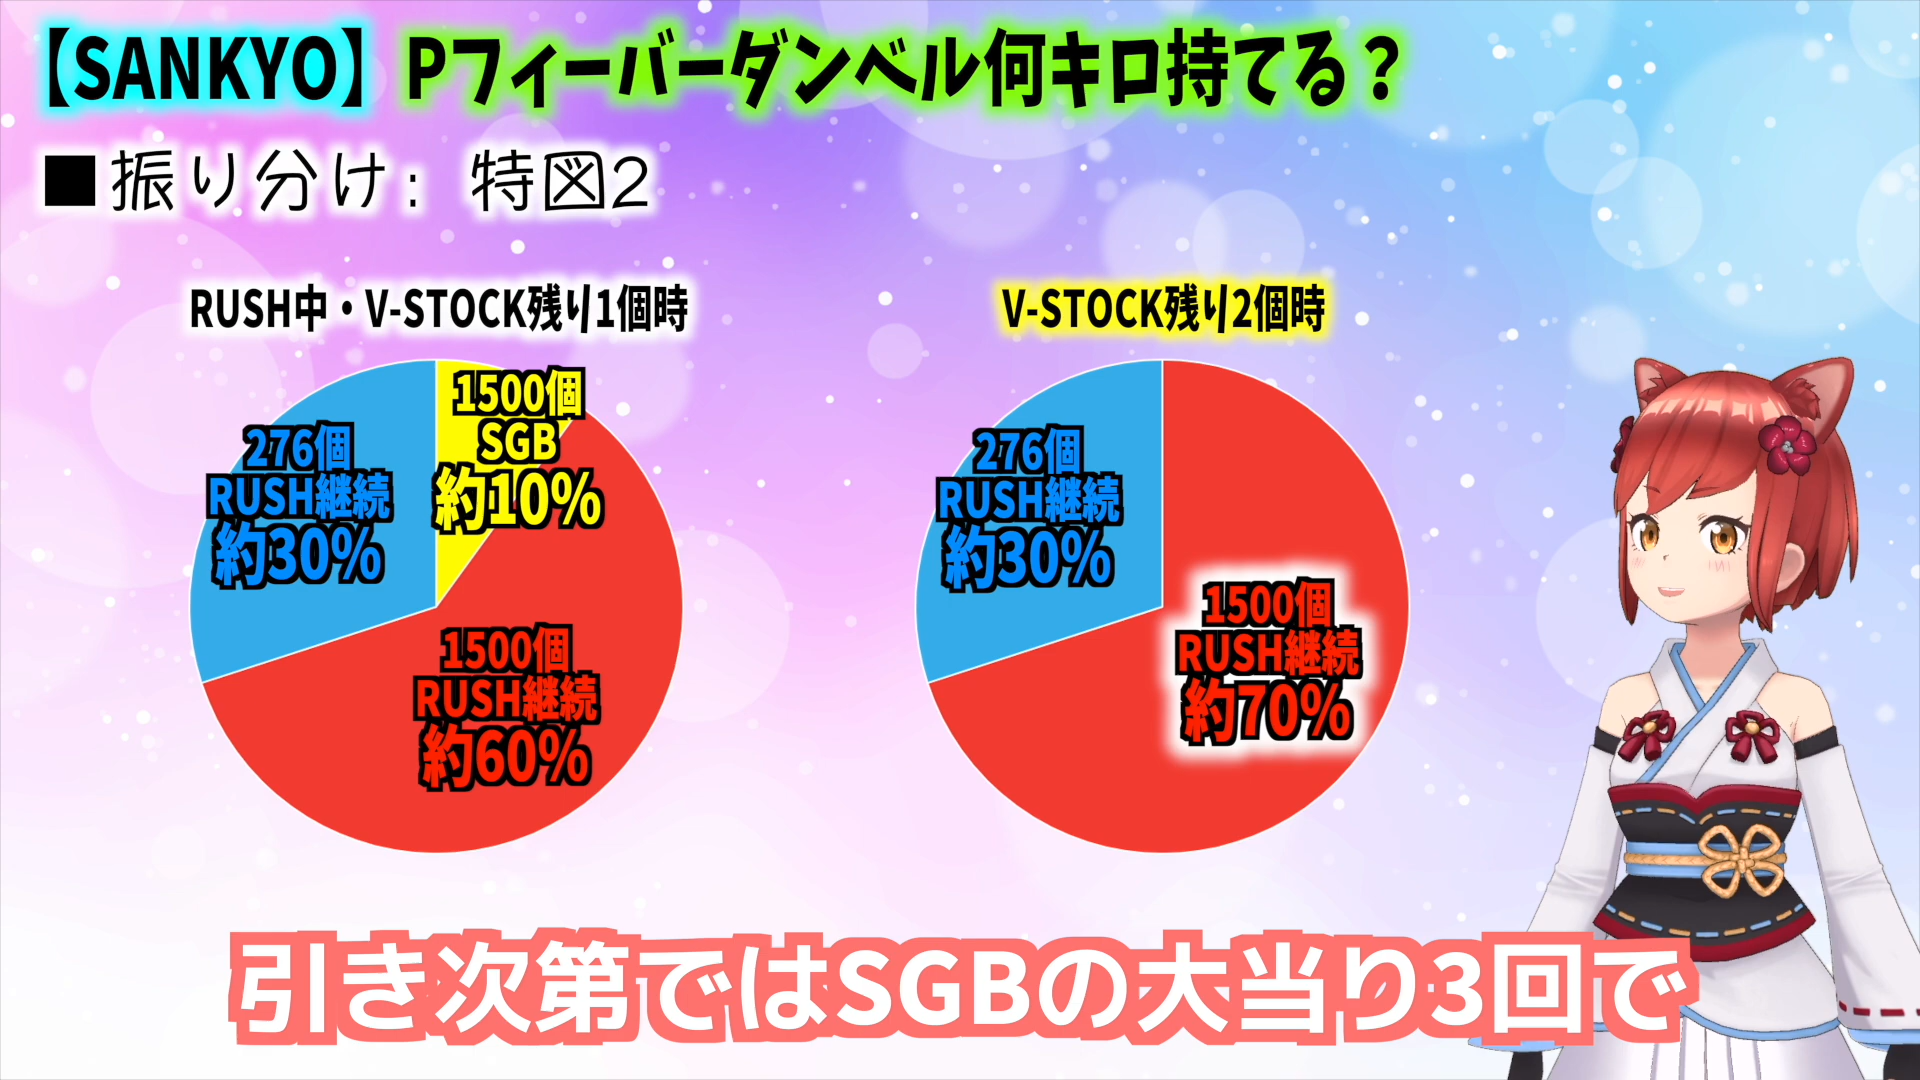 【SANKYO】Pフィーバーダンベル何キロ持てる？
■振り分け：特図2
RUSH中・V-STOCK残り1個時
1500個
SGB
約10%
276個
RUSH継続
約30%
1500個
RUSH継続
約60%
V-STOCK残り2個時
276個
RUSH継続
約30%
1500個
RUSH継続
約70%
引き次第ではSGBの大当り3回で